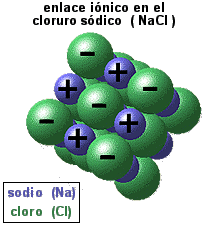 enlace iónico en el
cloruro sódico ( NaCl )
−
+
−
+
−
−
+
+
−
sodio (Na)
cloro (Cl)